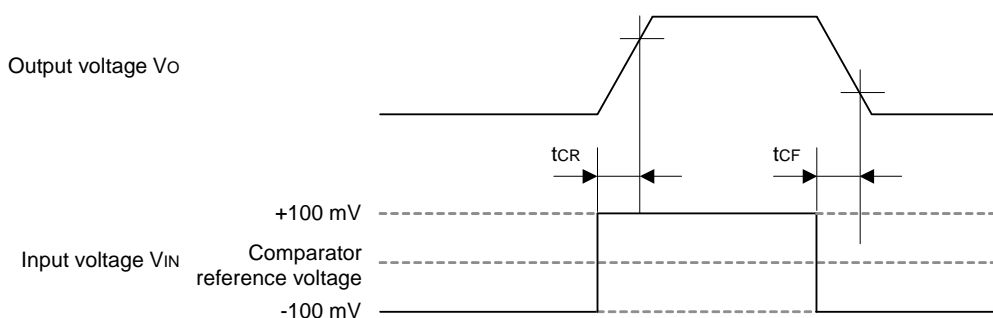 Output voltage VO
tCR
tCF
+100 mV
Input voltage VIN
Comparator
reference voltage
-100 mV